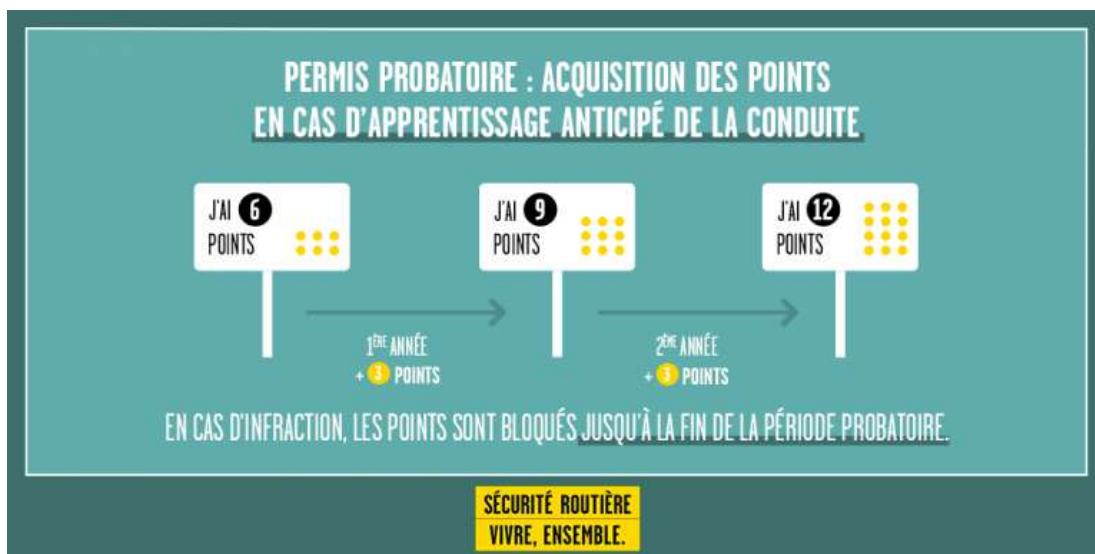 PERMIS PROBATOIRE : ACQUISITION DES POINTS
EN CAS D'APPRENTISSAGE ANTICIPÉ DE LA CONDUITE
J'AI 6
POINTS
J'AI 9
POINTS
J'AI 12
POINTS
1ÈRE ANNÉE
+ 3 POINTS
2ÈME ANNÉE
+ 3 POINTS
EN CAS D'INFRACTION, LES POINTS SONT BLOQUÉS JUSQU'À LA FIN DE LA PÉRIODE PROBATOIRE.
SÉCURITÉ ROUTIÈRE
VIVRE, ENSEMBLE.